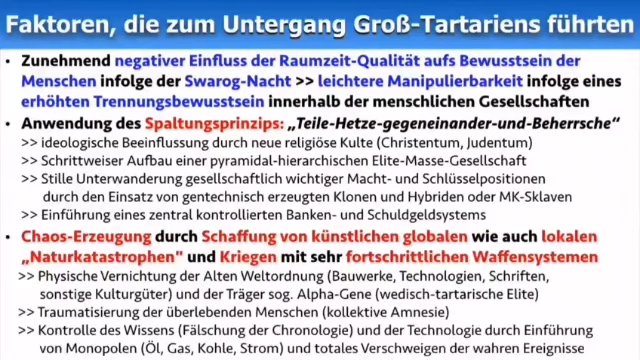 Faktoren, die zum Untergang Groß-Tartariens führten
• Zunehmend negativer Einfluss der Raumzeit-Qualität aufs Bewusstsein der
Menschen infolge der Swarog-Nacht >> leichtere Manipulierbarkeit infolge eines
erhöhten Trennungsbewusstsein innerhalb der menschlichen Gesellschaften
• Anwendung des Spaltungsprinzips: „Teile-Hetze-gegeneinander-und-Beherrsche“
>> ideologische Beeinflussung durch neue religiöse Kulte (Christentum, Judentum)
>> Schrittweiser Aufbau einer pyramidal-hierarchischen Elite-Masse-Gesellschaft
>> Stille Unterwanderung gesellschaftlich wichtiger Macht- und Schlüsselpositionen
durch den Einsatz von gentechnisch erzeugten Klonen und Hybriden oder MK-Sklaven
>> Einführung eines zentral kontrollierten Banken- und Schuldgeldsystems
• Chaos-Erzeugung durch Schaffung von künstlichen globalen wie auch lokalen
„Naturkatastrophen" und Kriegen mit sehr fortschrittlichen Waffensystemen
>> Physische Vernichtung der Alten Weltordnung (Bauwerke, Technologien, Schriften,
sonstige Kulturgüter) und der Träger sog. Alpha-Gene (wedisch-tartarische Elite)
>> Traumatisierung der überlebenden Menschen (kollektive Amnesie)
>> Kontrolle des Wissens (Fälschung der Chronologie) und der Technologie durch Einführung
von Monopolen (Öl, Gas, Kohle, Strom) und totales Verschweigen der wahren Ereignisse